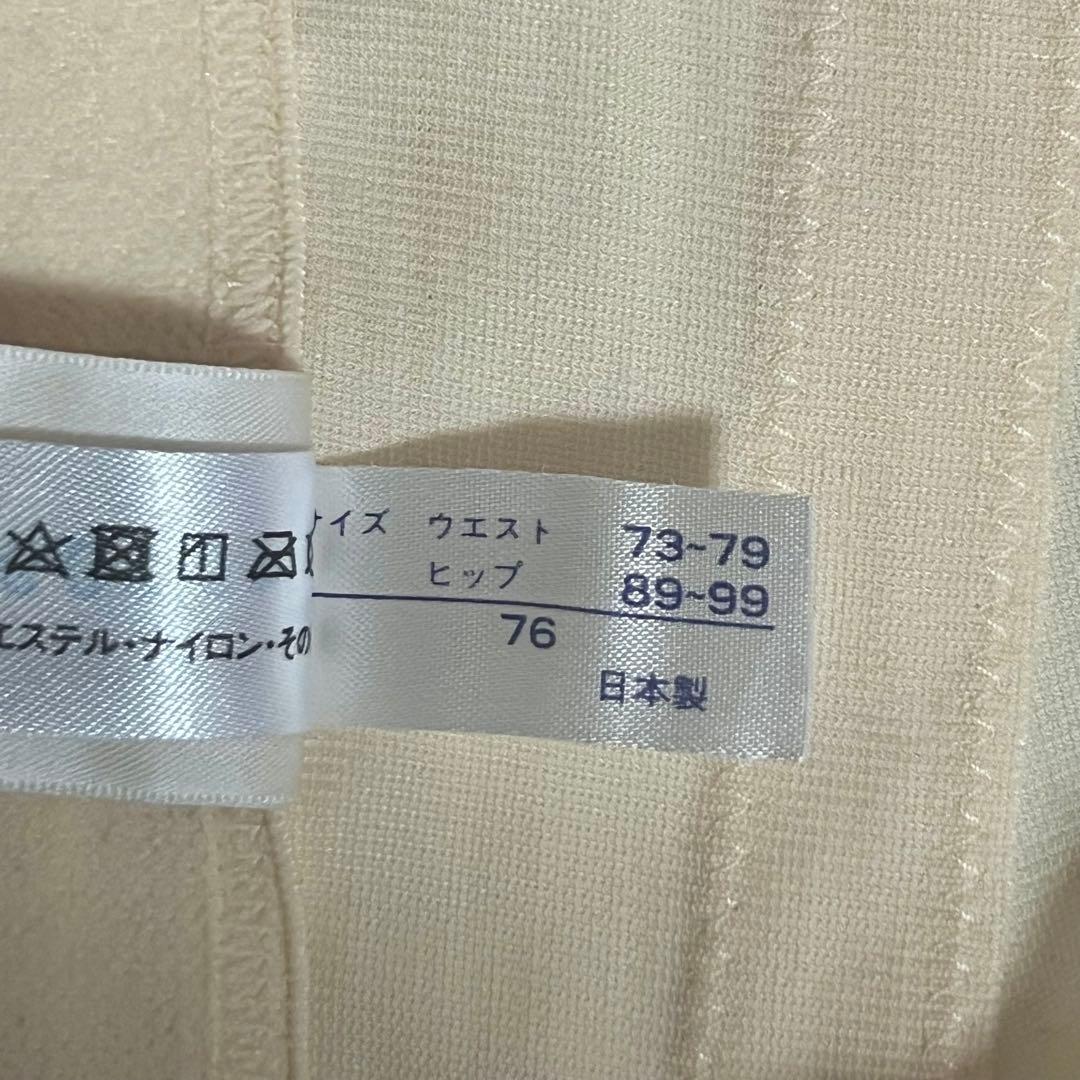 サイズ ウエスト 73~79
ヒップ 89~99
76
日本製
エステル・ナイロン・その